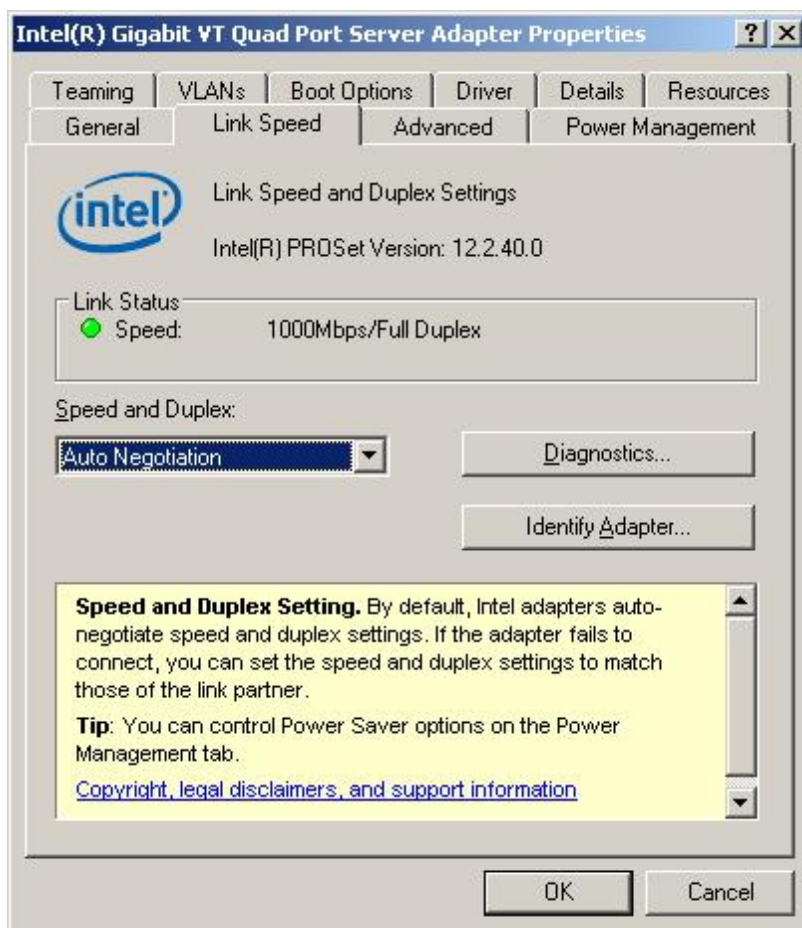 Intel(R) Gigabit VT Quad Port Server Adapter Properties
Teaming VLANs Boot Options Driver Details Resources
General Link Speed Advanced Power Management
intel
Link Speed and Duplex Settings
Intel(R) PROSet Version: 12.2.40.0
Link Status
Speed: 1000Mbps/Full Duplex
Speed and Duplex:
Auto Negotiation
Diagnostics...
Identify Adapter...
Speed and Duplex Setting. By default, Intel adapters auto-
negotiate speed and duplex settings. If the adapter fails to
connect, you can set the speed and duplex settings to match
those of the link partner.
Tip: You can control Power Saver options on the Power
Management tab.
Copyright, legal disclaimers, and support information
OK Cancel